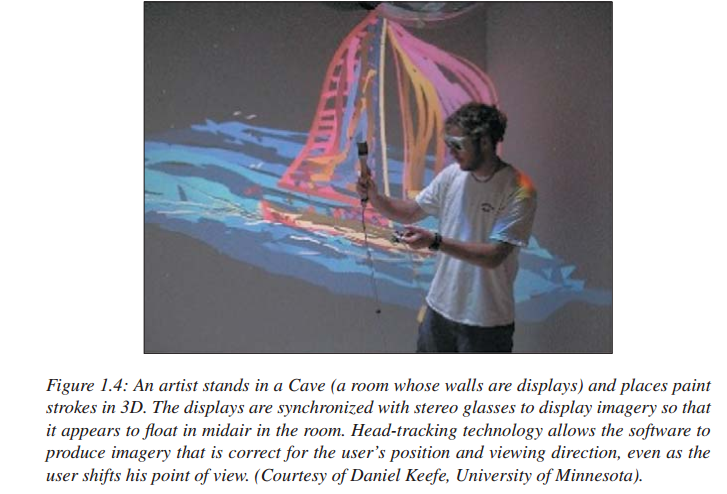 Figure 1.4: An artist stands in a Cave (a room whose walls are displays) and places paint
strokes in 3D. The displays are synchronized with stereo glasses to display imagery so that
it appears to float in midair in the room. Head-tracking technology allows the software to
produce imagery that is correct for the user’s position and viewing direction, even as the
user shifts his point of view. (Courtesy of Daniel Keefe, University of Minnesota).